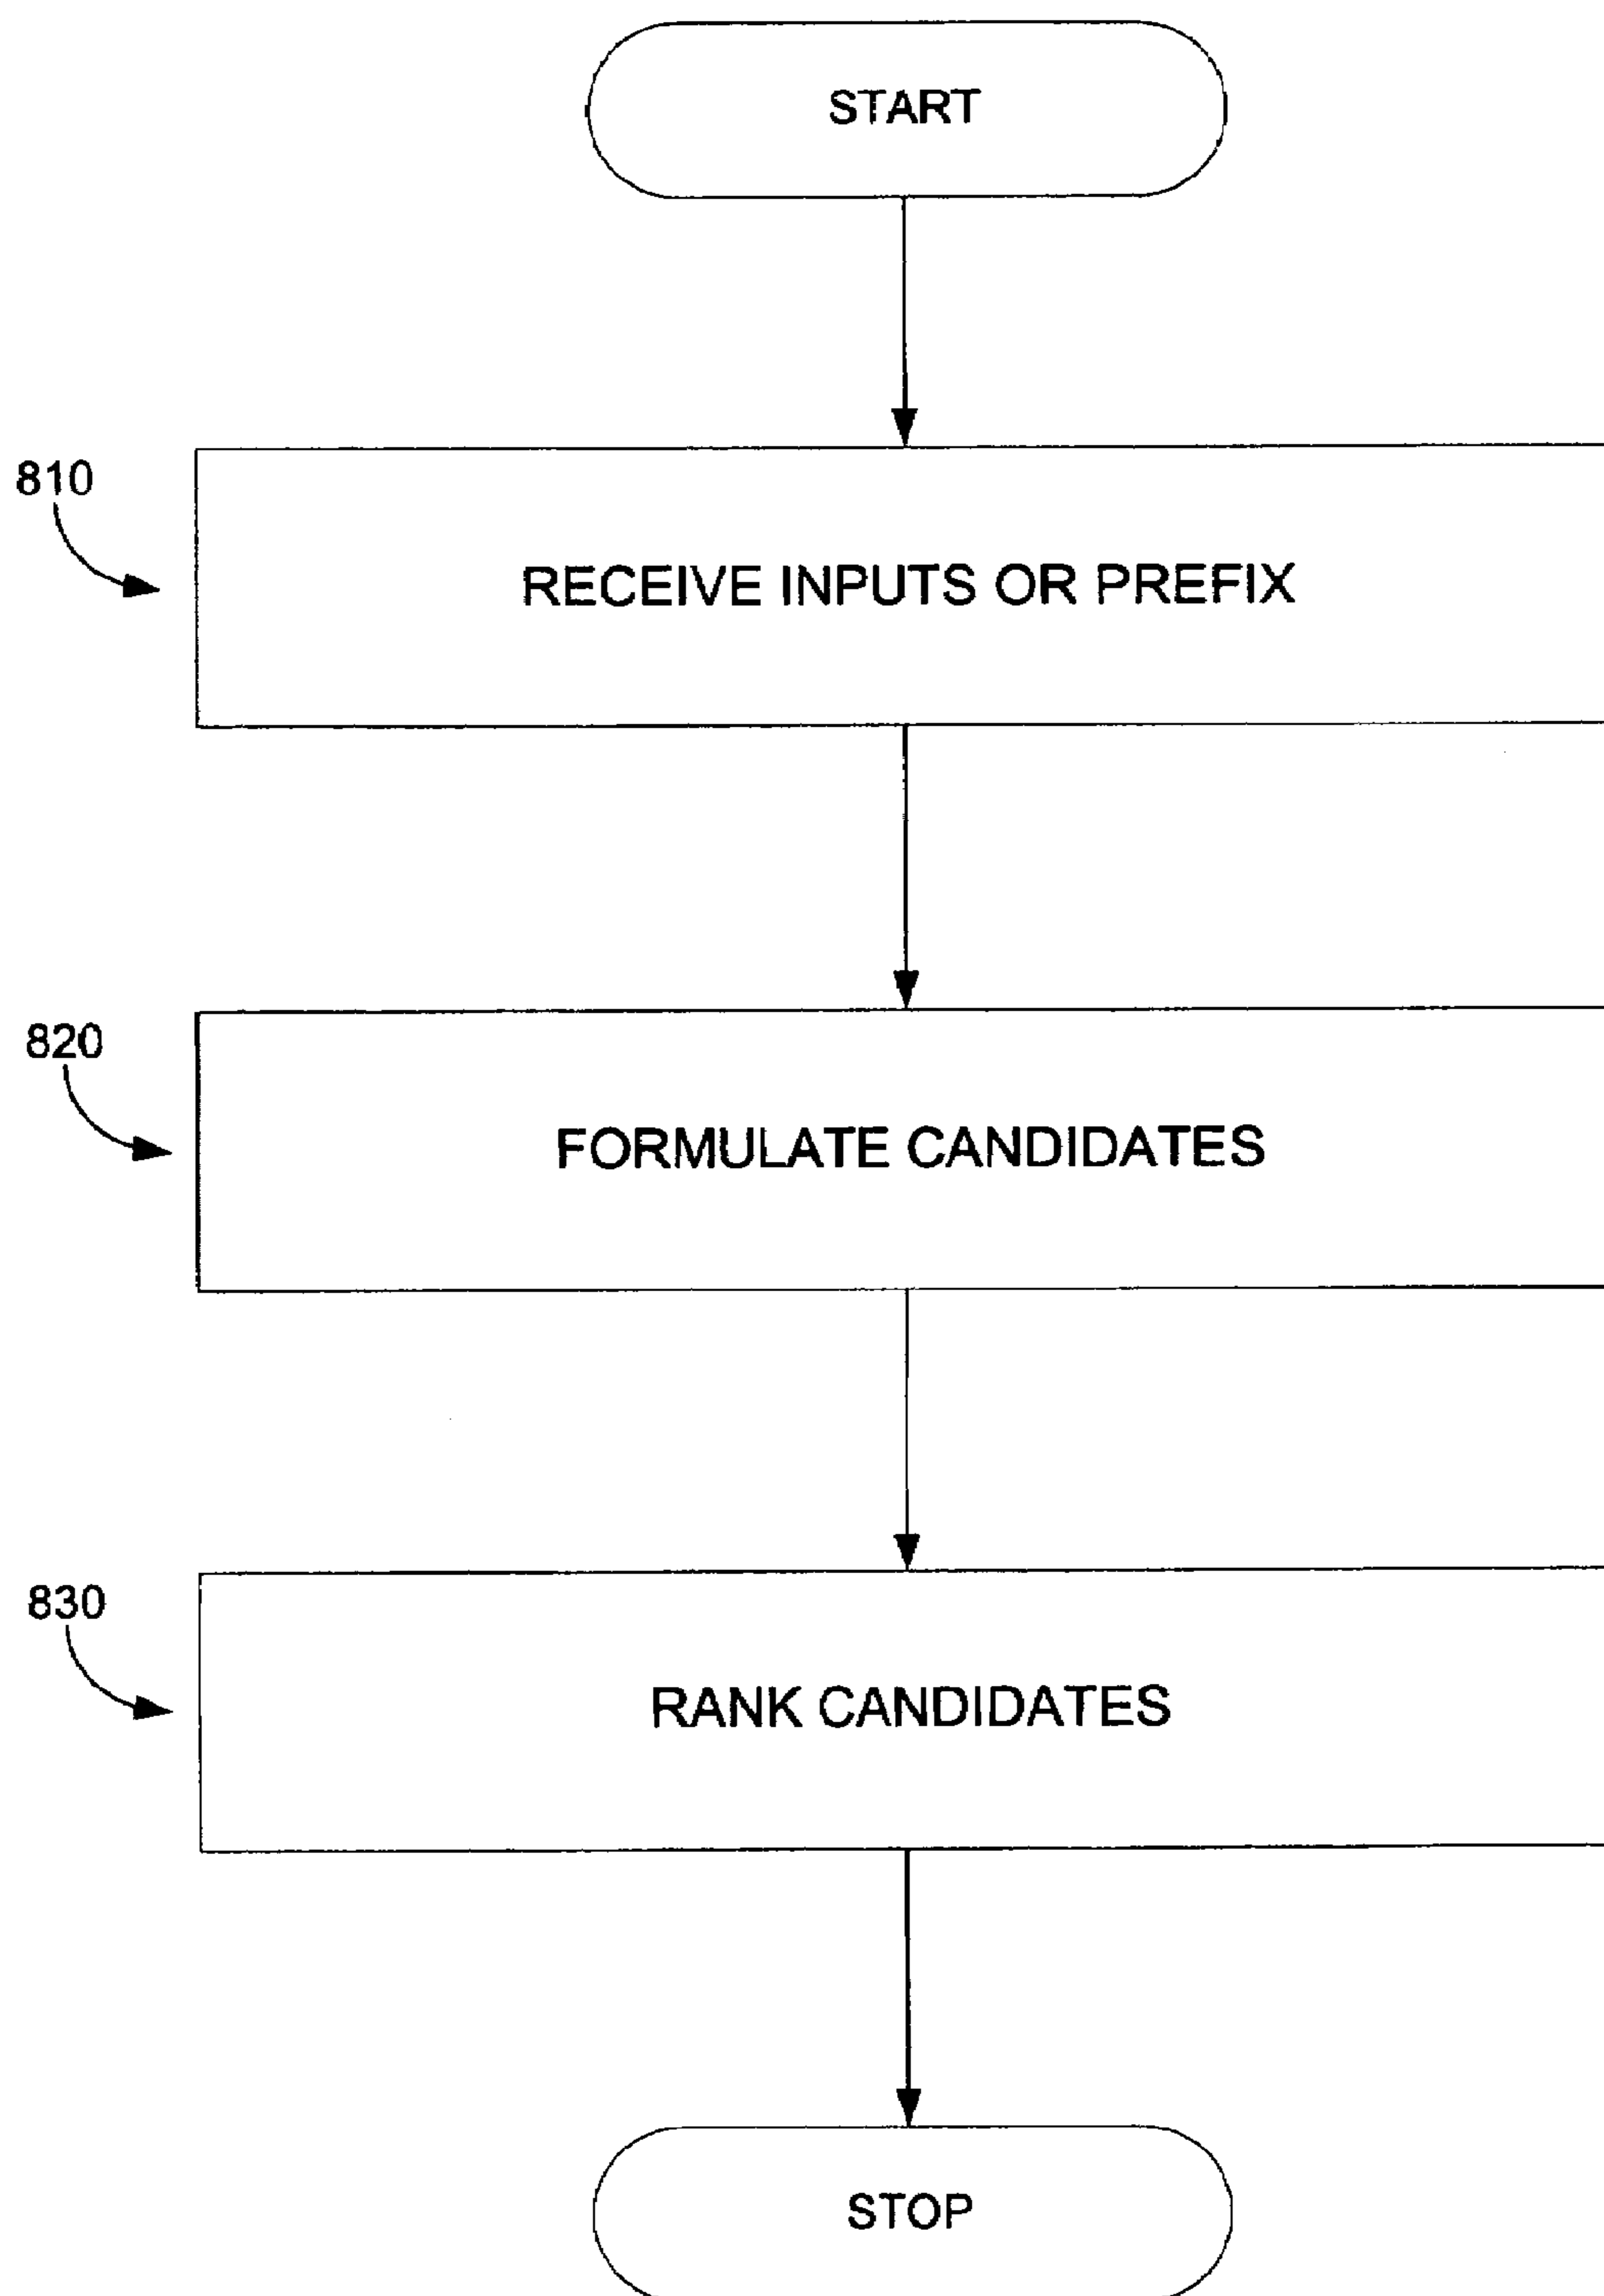 START
810
RECEIVE INPUTS OR PREFIX
820
FORMULATE CANDIDATES
830
RANK CANDIDATES
STOP